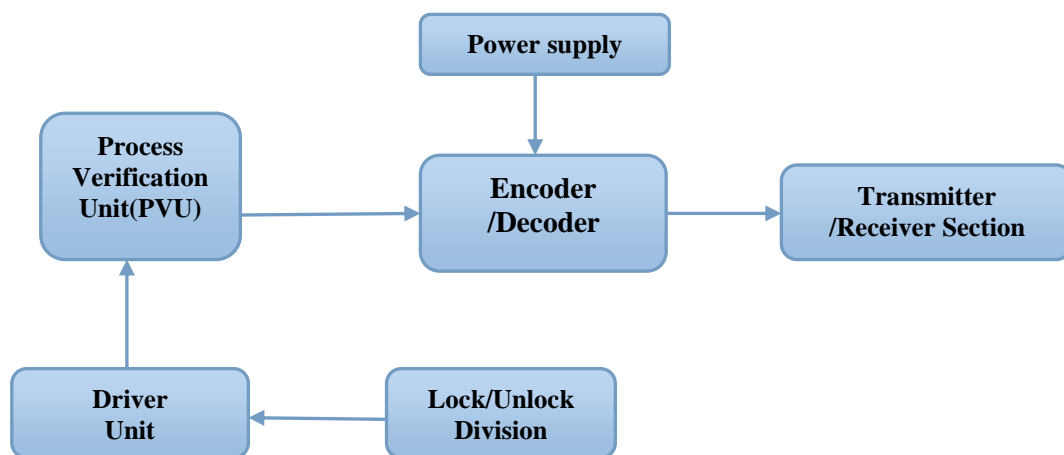 Power supply
Process
Verification
Unit(PVU)
Encoder
/Decoder
Transmitter
/Receiver Section
Driver
Unit
Lock/Unlock
Division